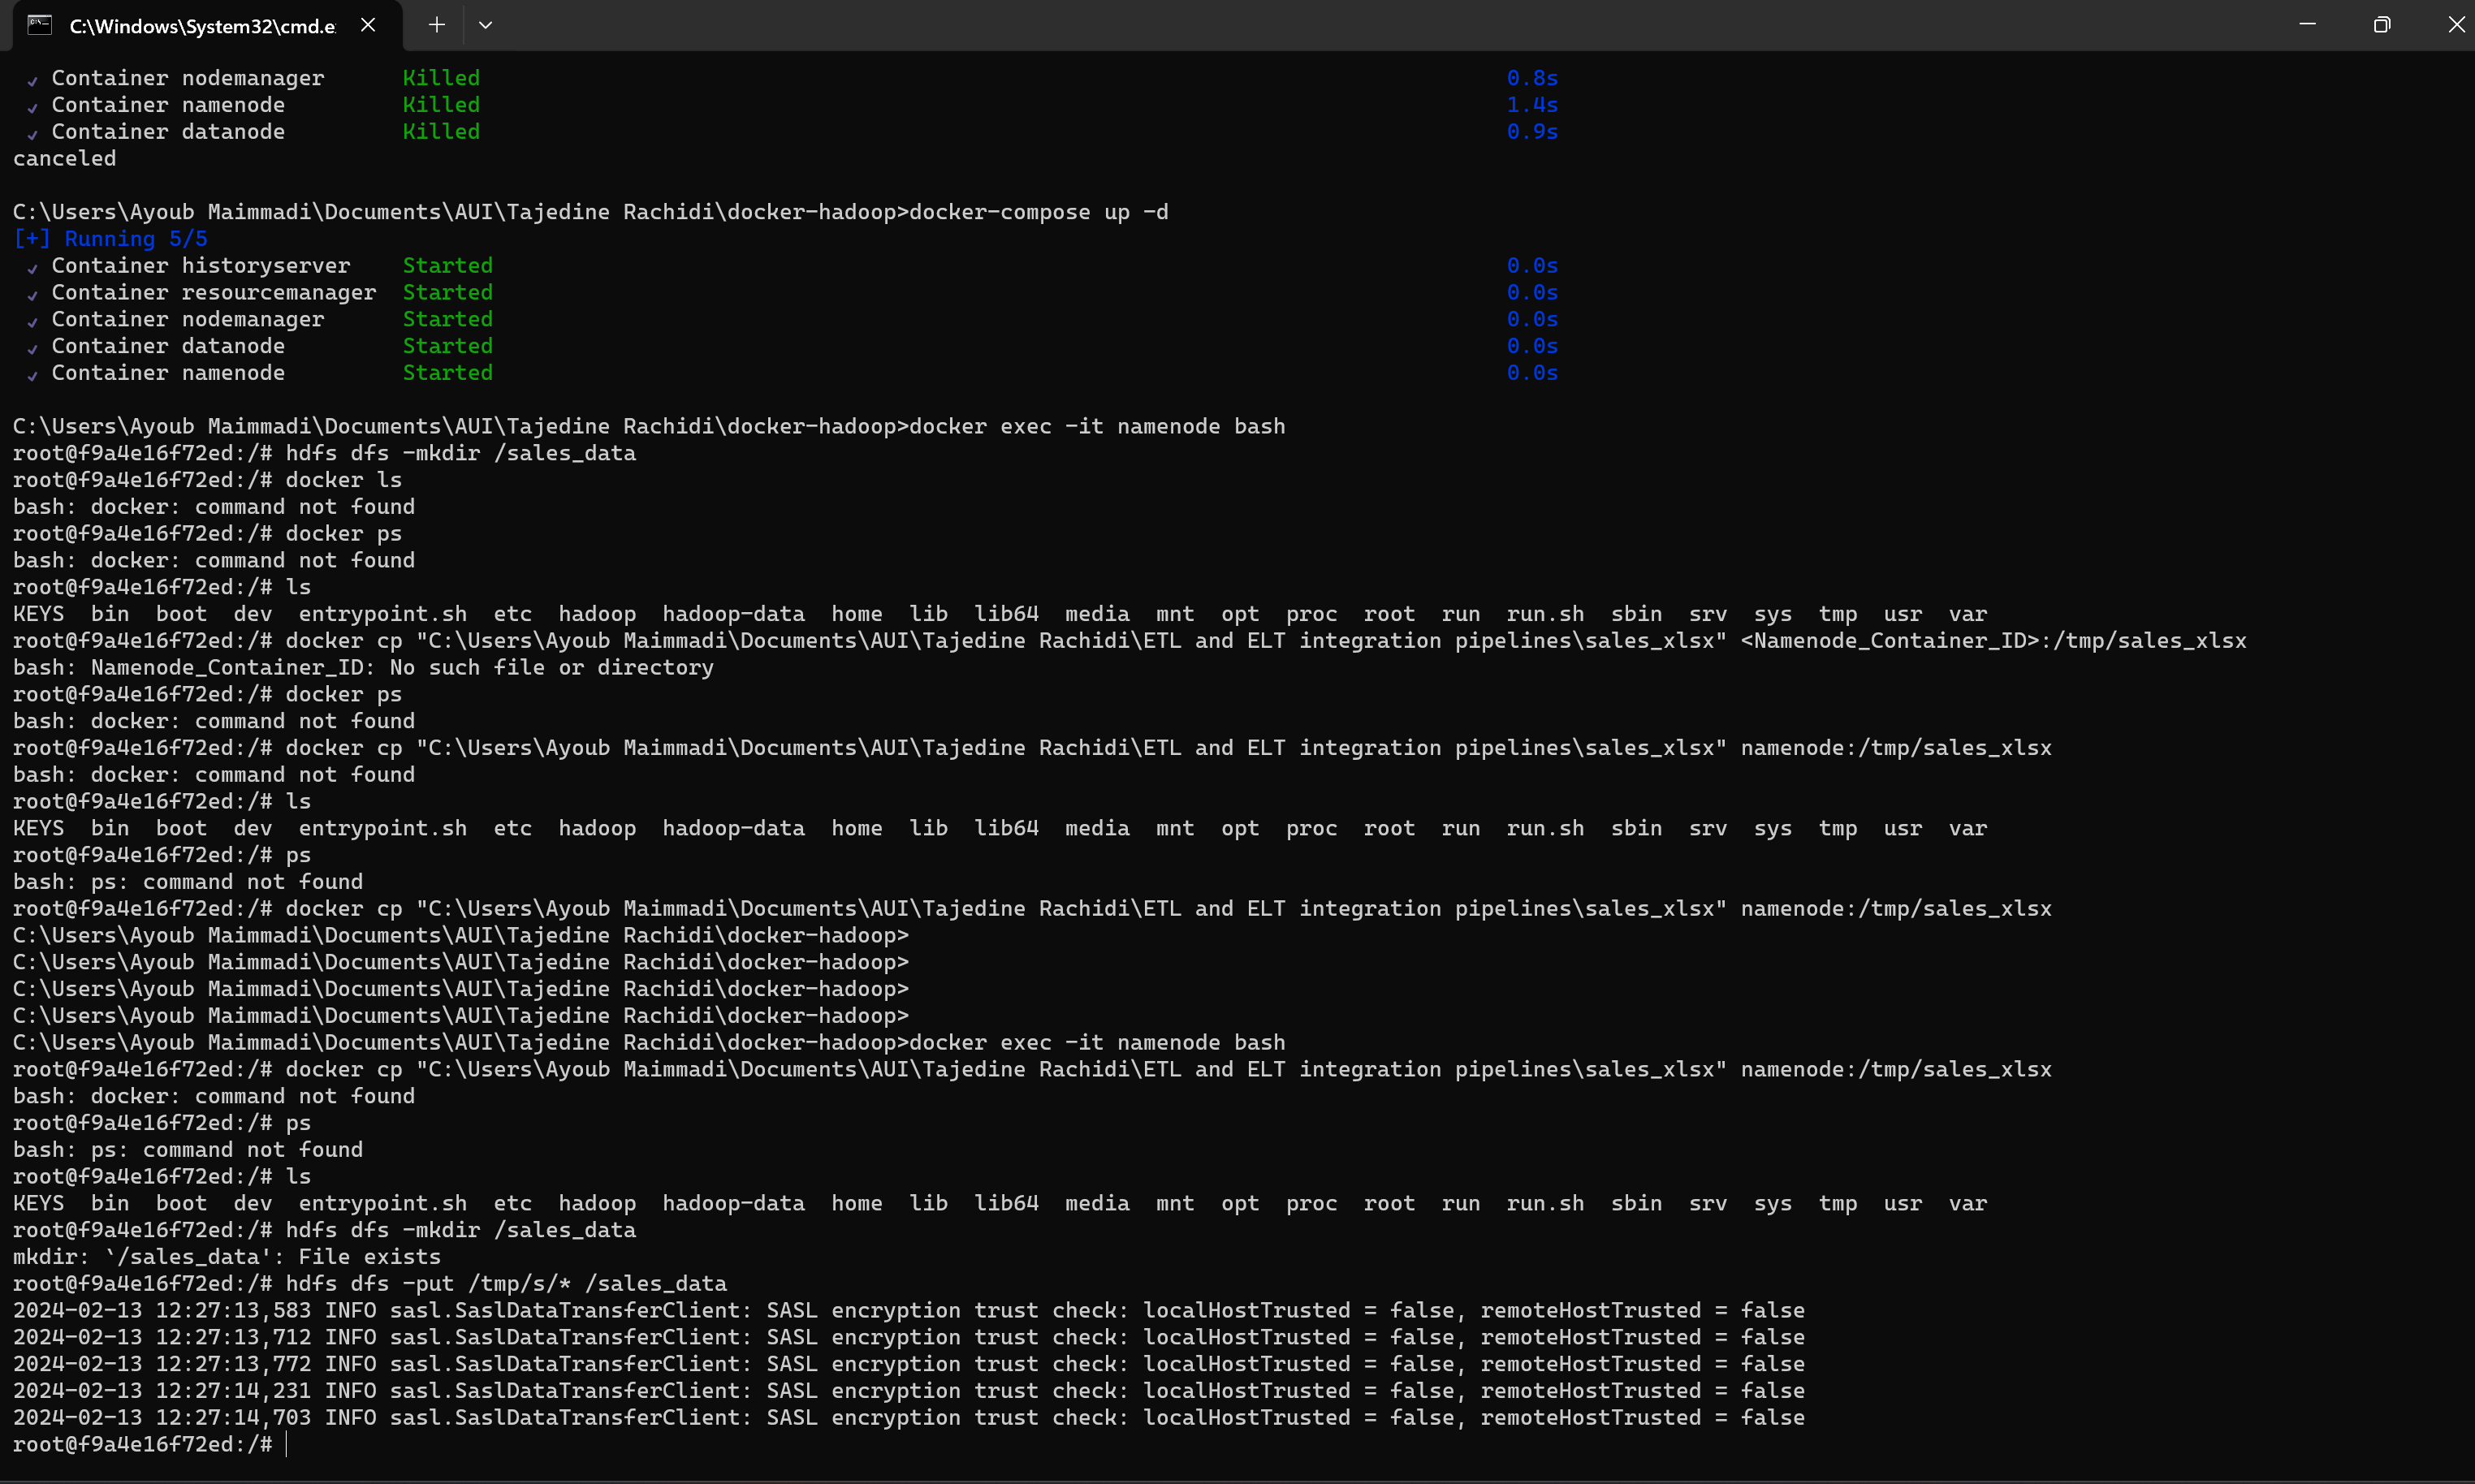 C:\Windows\System32\cmd.e
✓ Container nodemanager Killed 0.8s
✓ Container namenode Killed 1.4s
✓ Container datanode Killed 0.9s
canceled
C:\Users\Ayoub Maimmadi\Documents\AUI\Tajedine Rachidi\docker-hadoop>docker-compose up -d
[+] Running 5/5
✓ Container historyserver Started 0.0s
✓ Container resourcemanager Started 0.0s
✓ Container nodemanager Started 0.0s
✓ Container datanode Started 0.0s
✓ Container namenode Started 0.0s
C:\Users\Ayoub Maimmadi\Documents\AUI\Tajedine Rachidi\docker-hadoop>docker exec -it namenode bash
root@f9a4e16f72ed:/# hdfs dfs -mkdir /sales_data
root@f9a4e16f72ed:/# docker ls
bash: docker: command not found
root@f9a4e16f72ed:/# docker ps
bash: docker: command not found
root@f9a4e16f72ed:/# ls
KEYS bin boot dev entrypoint.sh etc hadoop hadoop-data home lib lib64 media mnt opt proc root run run.sh sbin srv sys tmp usr var
root@f9a4e16f72ed:/# docker cp "C:\Users\Ayoub Maimmadi\Documents\AUI\Tajedine Rachidi\ETL and ELT integration pipelines\sales_xlsx" <Namenode_Container_ID>:/tmp/sales_xlsx
bash: Namenode_Container_ID: No such file or directory
root@f9a4e16f72ed:/# docker ps
bash: docker: command not found
root@f9a4e16f72ed:/# docker cp "C:\Users\Ayoub Maimmadi\Documents\AUI\Tajedine Rachidi\ETL and ELT integration pipelines\sales_xlsx" namenode:/tmp/sales_xlsx
bash: docker: command not found
root@f9a4e16f72ed:/# ls
KEYS bin boot dev entrypoint.sh etc hadoop hadoop-data home lib lib64 media mnt opt proc root run run.sh sbin srv sys tmp usr var
root@f9a4e16f72ed:/# ps
bash: ps: command not found
root@f9a4e16f72ed:/# docker cp "C:\Users\Ayoub Maimmadi\Documents\AUI\Tajedine Rachidi\ETL and ELT integration pipelines\sales_xlsx" namenode:/tmp/sales_xlsx
C:\Users\Ayoub Maimmadi\Documents\AUI\Tajedine Rachidi\docker-hadoop>
C:\Users\Ayoub Maimmadi\Documents\AUI\Tajedine Rachidi\docker-hadoop>
C:\Users\Ayoub Maimmadi\Documents\AUI\Tajedine Rachidi\docker-hadoop>
C:\Users\Ayoub Maimmadi\Documents\AUI\Tajedine Rachidi\docker-hadoop>
C:\Users\Ayoub Maimmadi\Documents\AUI\Tajedine Rachidi\docker-hadoop>docker exec -it namenode bash
root@f9a4e16f72ed:/# docker cp "C:\Users\Ayoub Maimmadi\Documents\AUI\Tajedine Rachidi\ETL and ELT integration pipelines\sales_xlsx" namenode:/tmp/sales_xlsx
bash: docker: command not found
root@f9a4e16f72ed:/# ps
bash: ps: command not found
root@f9a4e16f72ed:/# ls
KEYS bin boot dev entrypoint.sh etc hadoop hadoop-data home lib lib64 media mnt opt proc root run run.sh sbin srv sys tmp usr var
root@f9a4e16f72ed:/# hdfs dfs -mkdir /sales_data
mkdir: `/sales_data': File exists
root@f9a4e16f72ed:/# hdfs dfs -put /tmp/s/* /sales_data
2024-02-13 12:27:13,583 INFO sasl.SaslDataTransferClient: SASL encryption trust check: localHostTrusted = false, remoteHostTrusted = false
2024-02-13 12:27:13,712 INFO sasl.SaslDataTransferClient: SASL encryption trust check: localHostTrusted = false, remoteHostTrusted = false
2024-02-13 12:27:13,772 INFO sasl.SaslDataTransferClient: SASL encryption trust check: localHostTrusted = false, remoteHostTrusted = false
2024-02-13 12:27:14,231 INFO sasl.SaslDataTransferClient: SASL encryption trust check: localHostTrusted = false, remoteHostTrusted = false
2024-02-13 12:27:14,703 INFO sasl.SaslDataTransferClient: SASL encryption trust check: localHostTrusted = false, remoteHostTrusted = false
root@f9a4e16f72ed:/#